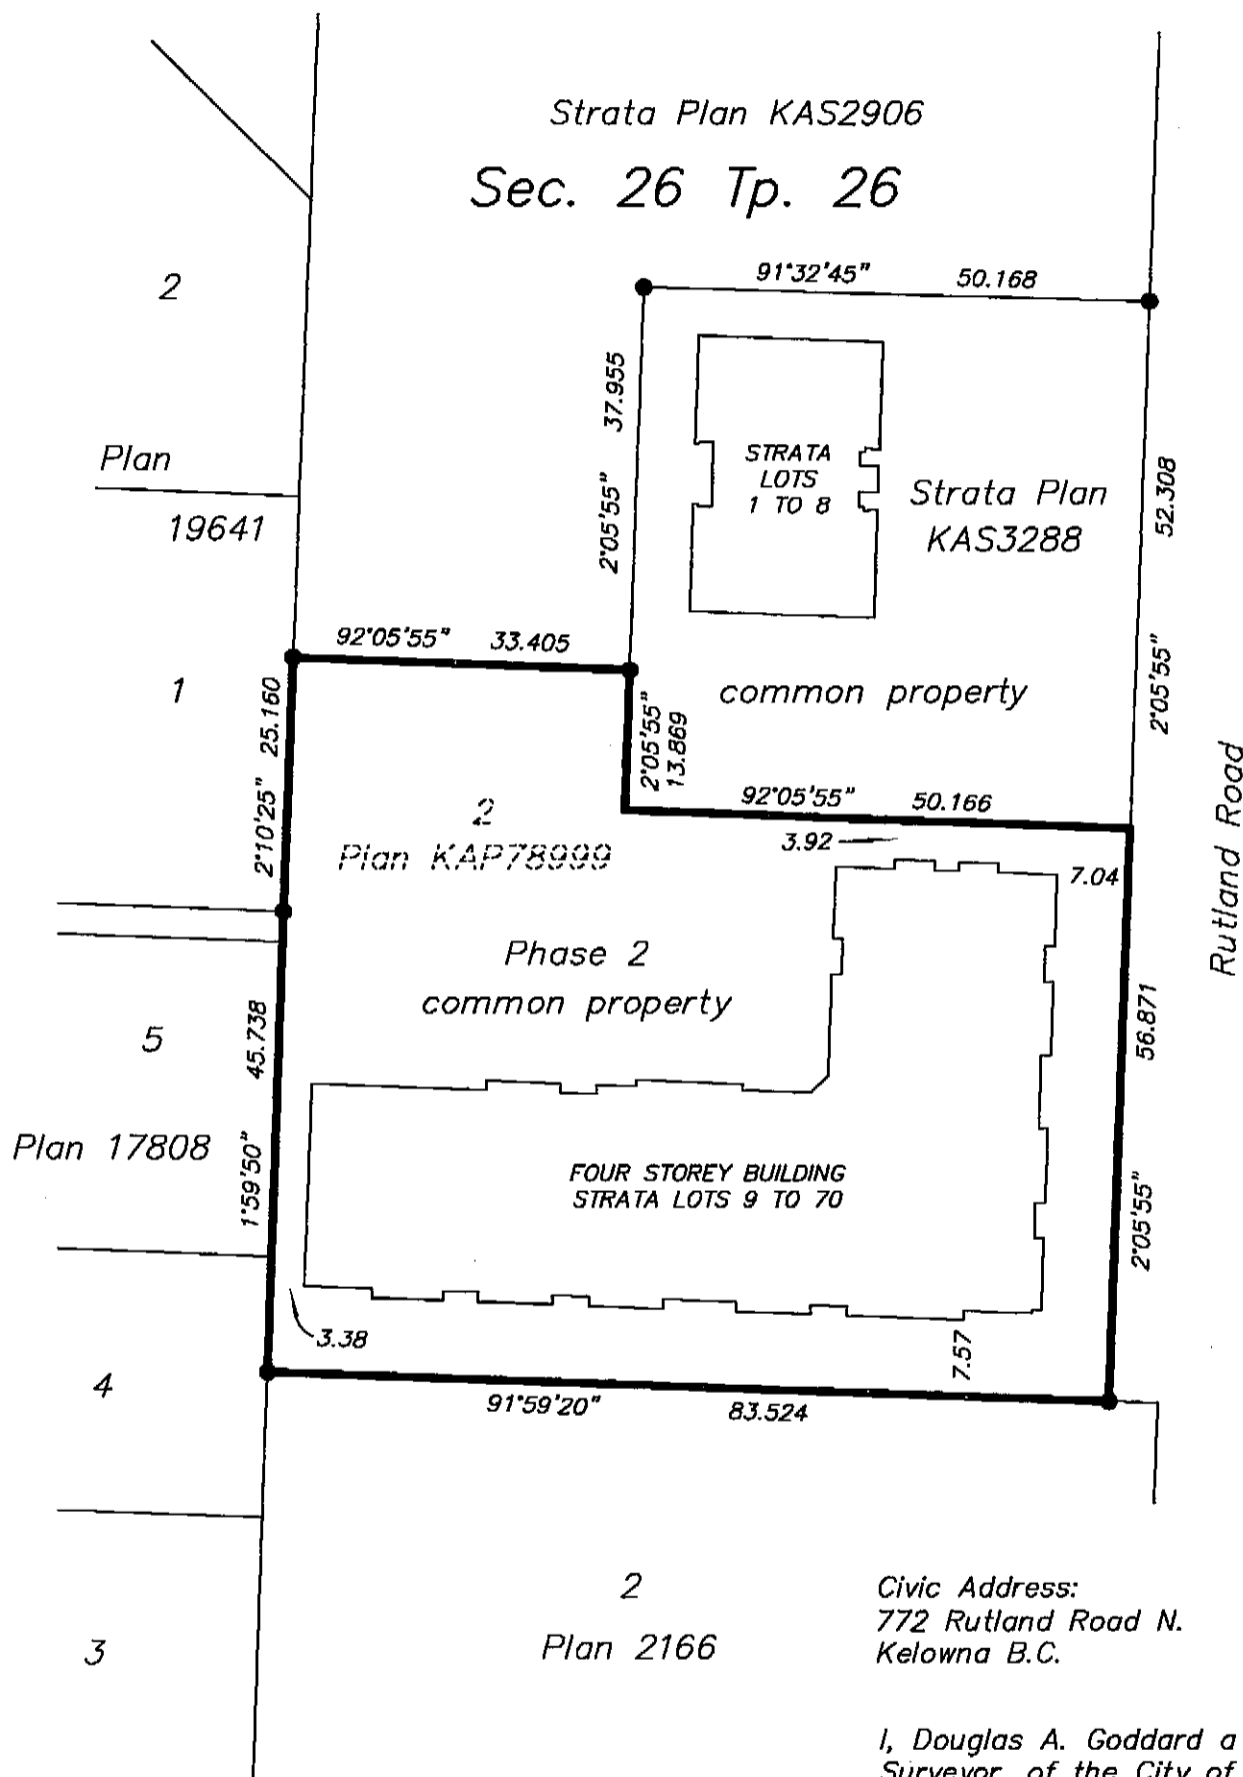 Strata Plan KAS2906
Sec. 26 Tp. 26
91°32'45" 50.168
2
37.955
2°05'55"
STRATA
LOTS
1 TO 8
Strata Plan
KAS3288
52.308
2°05'55"
Plan
19641
92°05'55" 33.405
1
common property
25.160
2°10'25"
2°05'55"
13.869
92°05'55" 50.166
3.92
7.04
Rutland Road
2
Plan KAP78999
Phase 2
common property
56.871
2°05'55"
5
45.738
1°59'50"
Plan 17808
FOUR STOREY BUILDING
STRATA LOTS 9 TO 70
3.38
7.57
4
91°59'20" 83.524
2
Plan 2166
3
Civic Address:
772 Rutland Road N.
Kelowna B.C.
I, Douglas A. Goddard a
Surveyor, of the City of